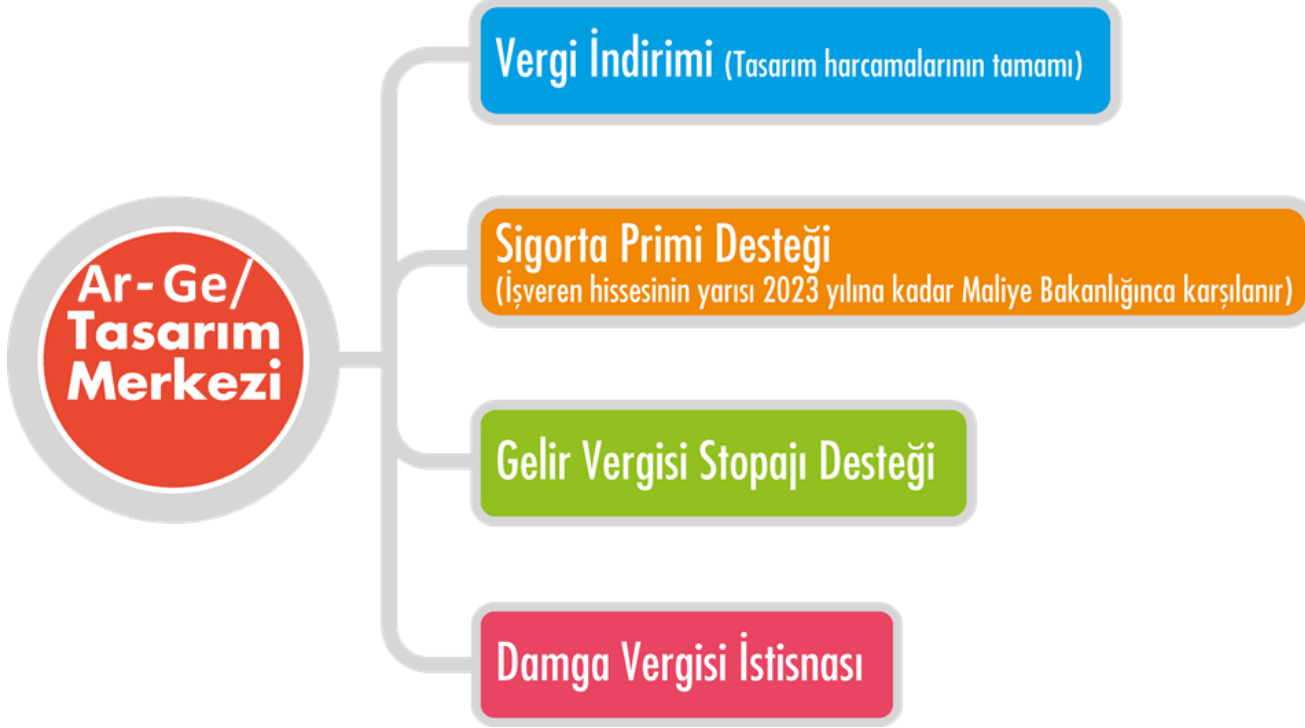 Ar-Ge/
Tasarım
Merkezi
Vergi İndirimi (Tasarım harcamalarının tamamı)
Sigorta Primi Desteği
(İşveren hissesinin yarısı 2023 yılına kadar Maliye Bakanlığınca karşılanır)
Gelir Vergisi Stopajı Desteği
Damga Vergisi İstisnası